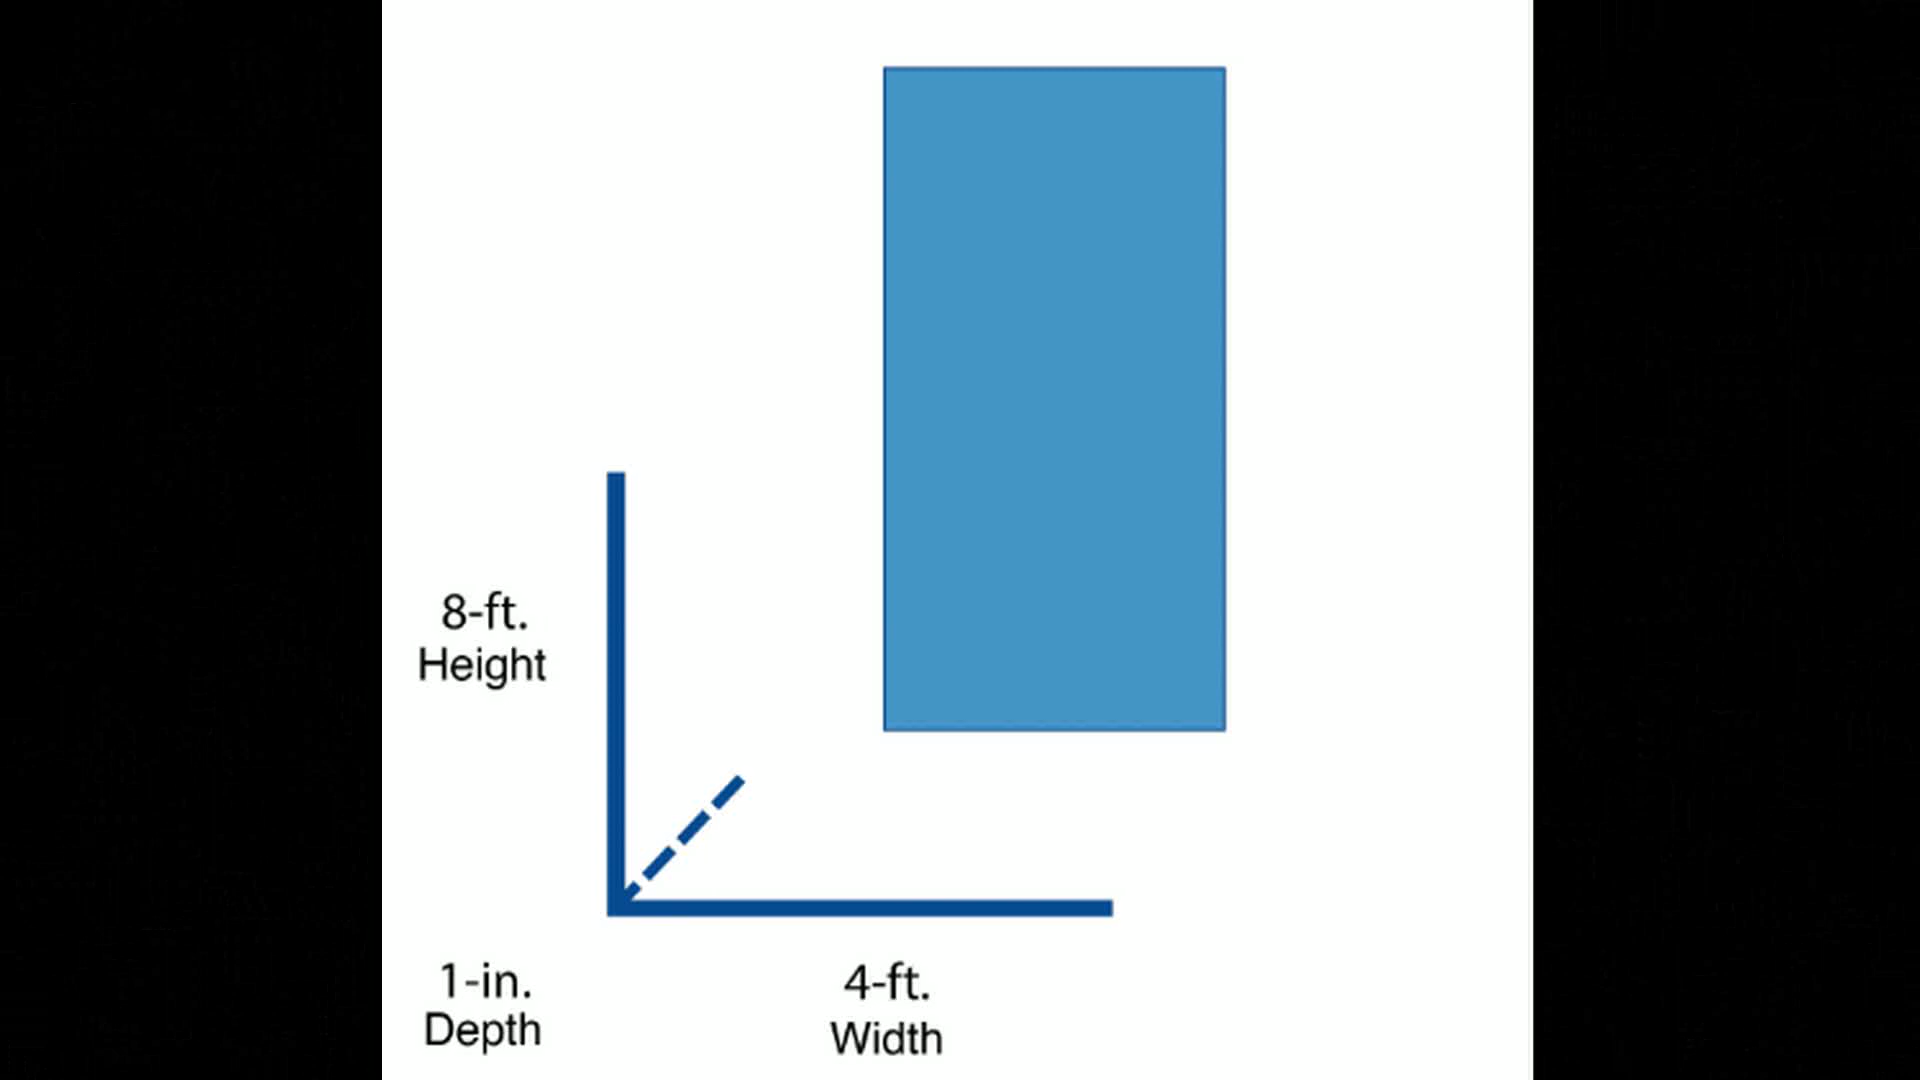 8-ft.
Height
1-in.
Depth
4-ft.
Width